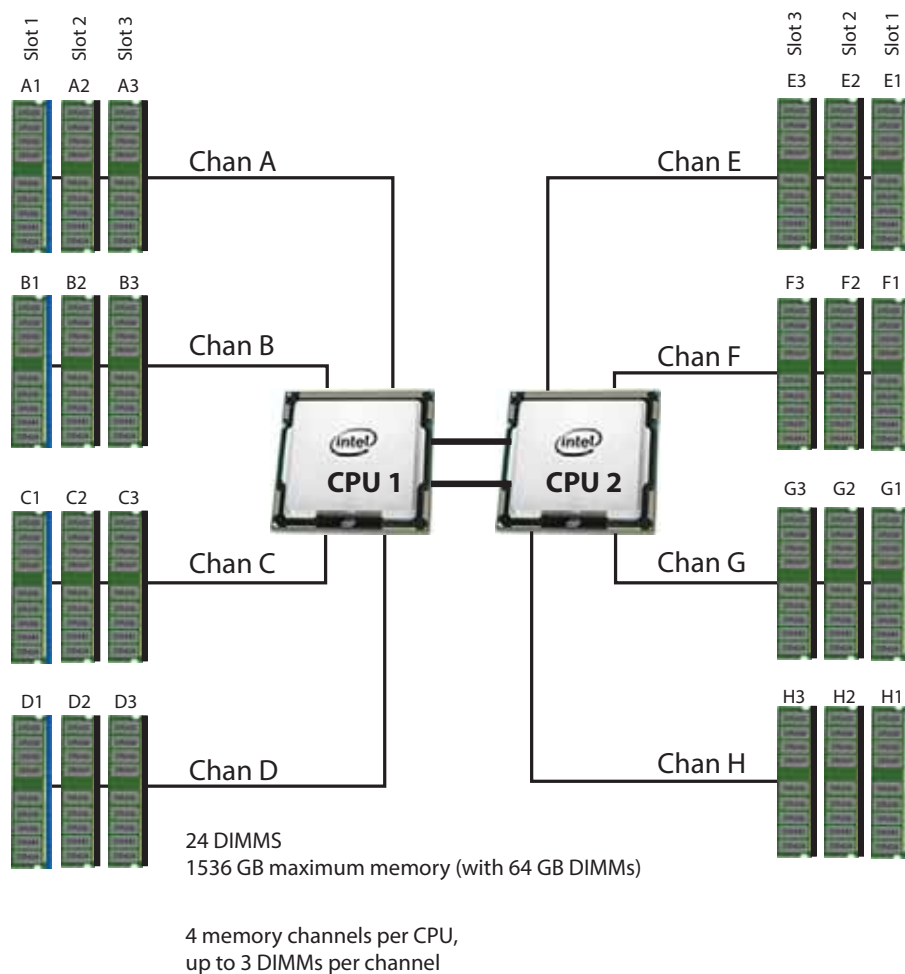 Slot 1 Slot 2 Slot 3
Slot 3 Slot 2 Slot 1
A1 A2 A3
E3 E2 E1
Chan A
Chan E
B1 B2 B3
F3 F2 F1
Chan B
Chan F
intel
CPU 1
intel
CPU 2
C1 C2 C3
G3 G2 G1
Chan C
Chan G
D1 D2 D3
H3 H2 H1
Chan D
Chan H
24 DIMMS
1536 GB maximum memory (with 64 GB DIMMs)
4 memory channels per CPU,
up to 3 DIMMs per channel